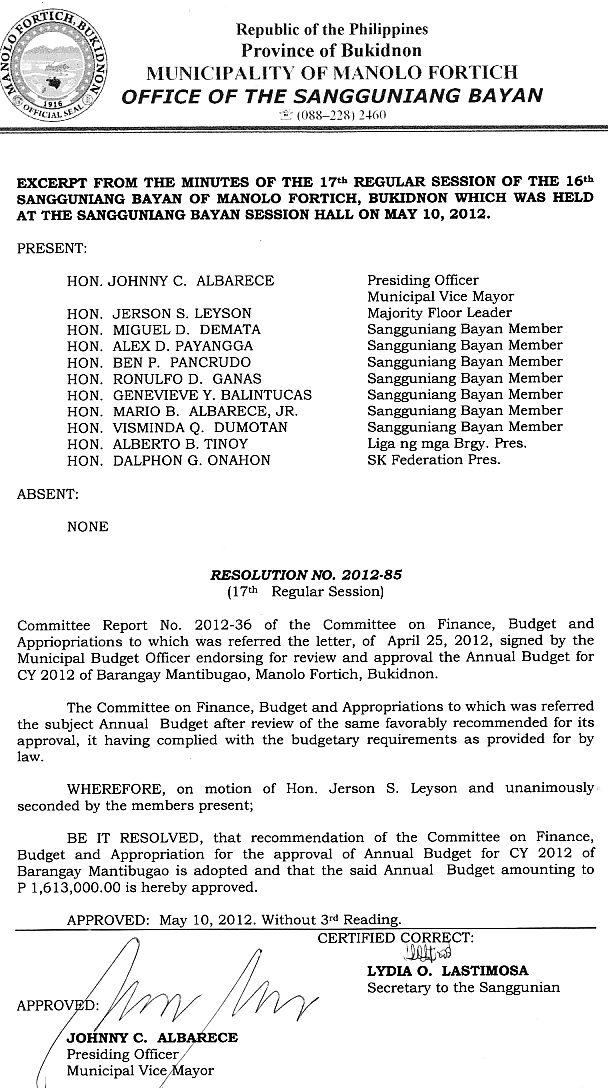 MANOLO FORTICH, BUKIDNON
1916
OFFICIAL SEAL
Republic of the Philippines
Province of Bukidnon
MUNICIPALITY OF MANOLO FORTICH
OFFICE OF THE SANGGUNIANG BAYAN
☏ (088–228) 2460
EXCERPT FROM THE MINUTES OF THE 17th REGULAR SESSION OF THE 16th
SANGGUNIANG BAYAN OF MANOLO FORTICH, BUKIDNON WHICH WAS HELD
AT THE SANGGUNIANG BAYAN SESSION HALL ON MAY 10, 2012.
PRESENT:
HON. JOHNNY C. ALBARECE Presiding Officer
Municipal Vice Mayor
HON. JERSON S. LEYSON Majority Floor Leader
HON. MIGUEL D. DEMATA Sangguniang Bayan Member
HON. ALEX D. PAYANGGA Sangguniang Bayan Member
HON. BEN P. PANCRUDO Sangguniang Bayan Member
HON. RONULFO D. GANAS Sangguniang Bayan Member
HON. GENEVIEVE Y. BALINTUCAS Sangguniang Bayan Member
HON. MARIO B. ALBARECE, JR. Sangguniang Bayan Member
HON. VISMINDA Q. DUMOTAN Sangguniang Bayan Member
HON. ALBERTO B. TINOY Liga ng mga Brgy. Pres.
HON. DALPHON G. ONAHON SK Federation Pres.
ABSENT:
NONE
RESOLUTION NO. 2012-85
(17th Regular Session)
Committee Report No. 2012-36 of the Committee on Finance, Budget and
Appriopriations to which was referred the letter, of April 25, 2012, signed by the
Municipal Budget Officer endorsing for review and approval the Annual Budget for
CY 2012 of Barangay Mantibugao, Manolo Fortich, Bukidnon.
The Committee on Finance, Budget and Appropriations to which was referred
the subject Annual Budget after review of the same favorably recommended for its
approval, it having complied with the budgetary requirements as provided for by
law.
WHEREFORE, on motion of Hon. Jerson S. Leyson and unanimously
seconded by the members present;
BE IT RESOLVED, that recommendation of the Committee on Finance,
Budget and Appropriation for the approval of Annual Budget for CY 2012 of
Barangay Mantibugao is adopted and that the said Annual Budget amounting to
P 1,613,000.00 is hereby approved.
APPROVED: May 10, 2012. Without 3rd Reading.
CERTIFIED CORRECT:
LYDIA O. LASTIMOSA
Secretary to the Sanggunian
APPROVED:
JOHNNY C. ALBARECE
Presiding Officer
Municipal Vice Mayor